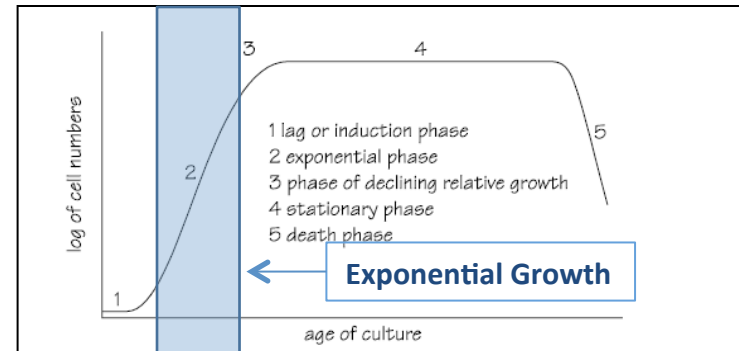 3
4
1 lag or induction phase
2 exponential phase
3 phase of declining relative growth
4 stationary phase
5 death phase
5
2
1
log of cell numbers
Exponential Growth
age of culture